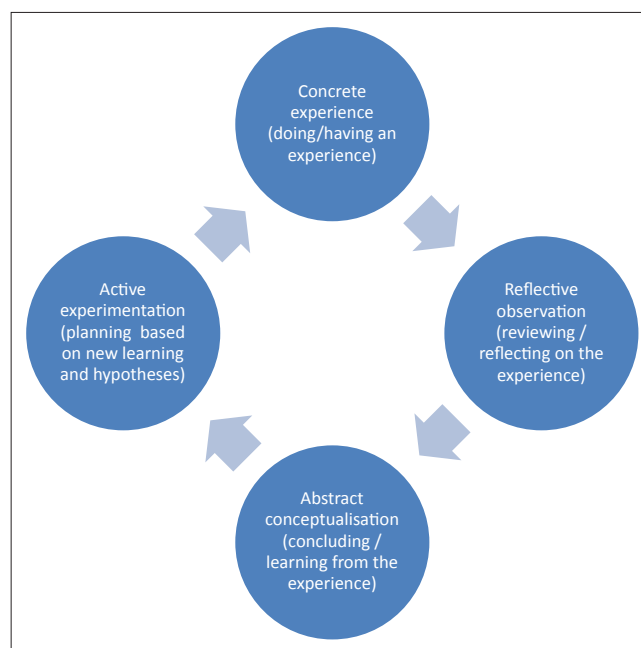 Concrete
experience
(doing/having an
experience)
Reflective
observation
(reviewing /
reflecting on the
experience)
Abstract
conceptualisation
(concluding /
learning from the
experience)
Active
experimentation
(planning  based
on new learning
and hypotheses)